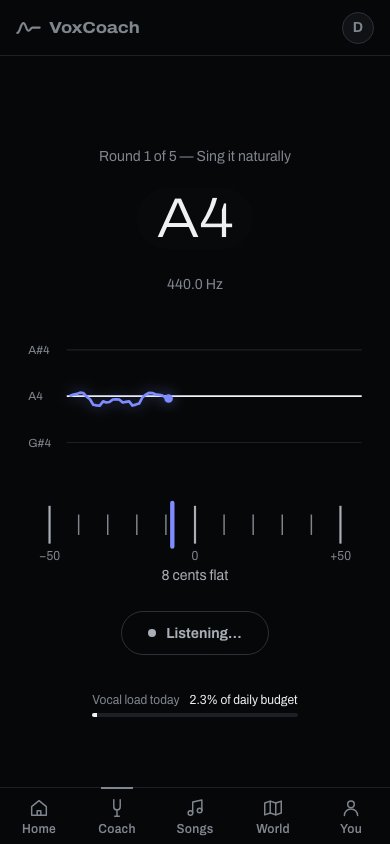 VoxCoach
D
Round 1 of 5 — Sing it naturally
A4
440.0 Hz
A#4
A4
G#4
−50 0 +50
8 cents flat
Listening...
Vocal load today 2.3% of daily budget
Home Coach Songs World You